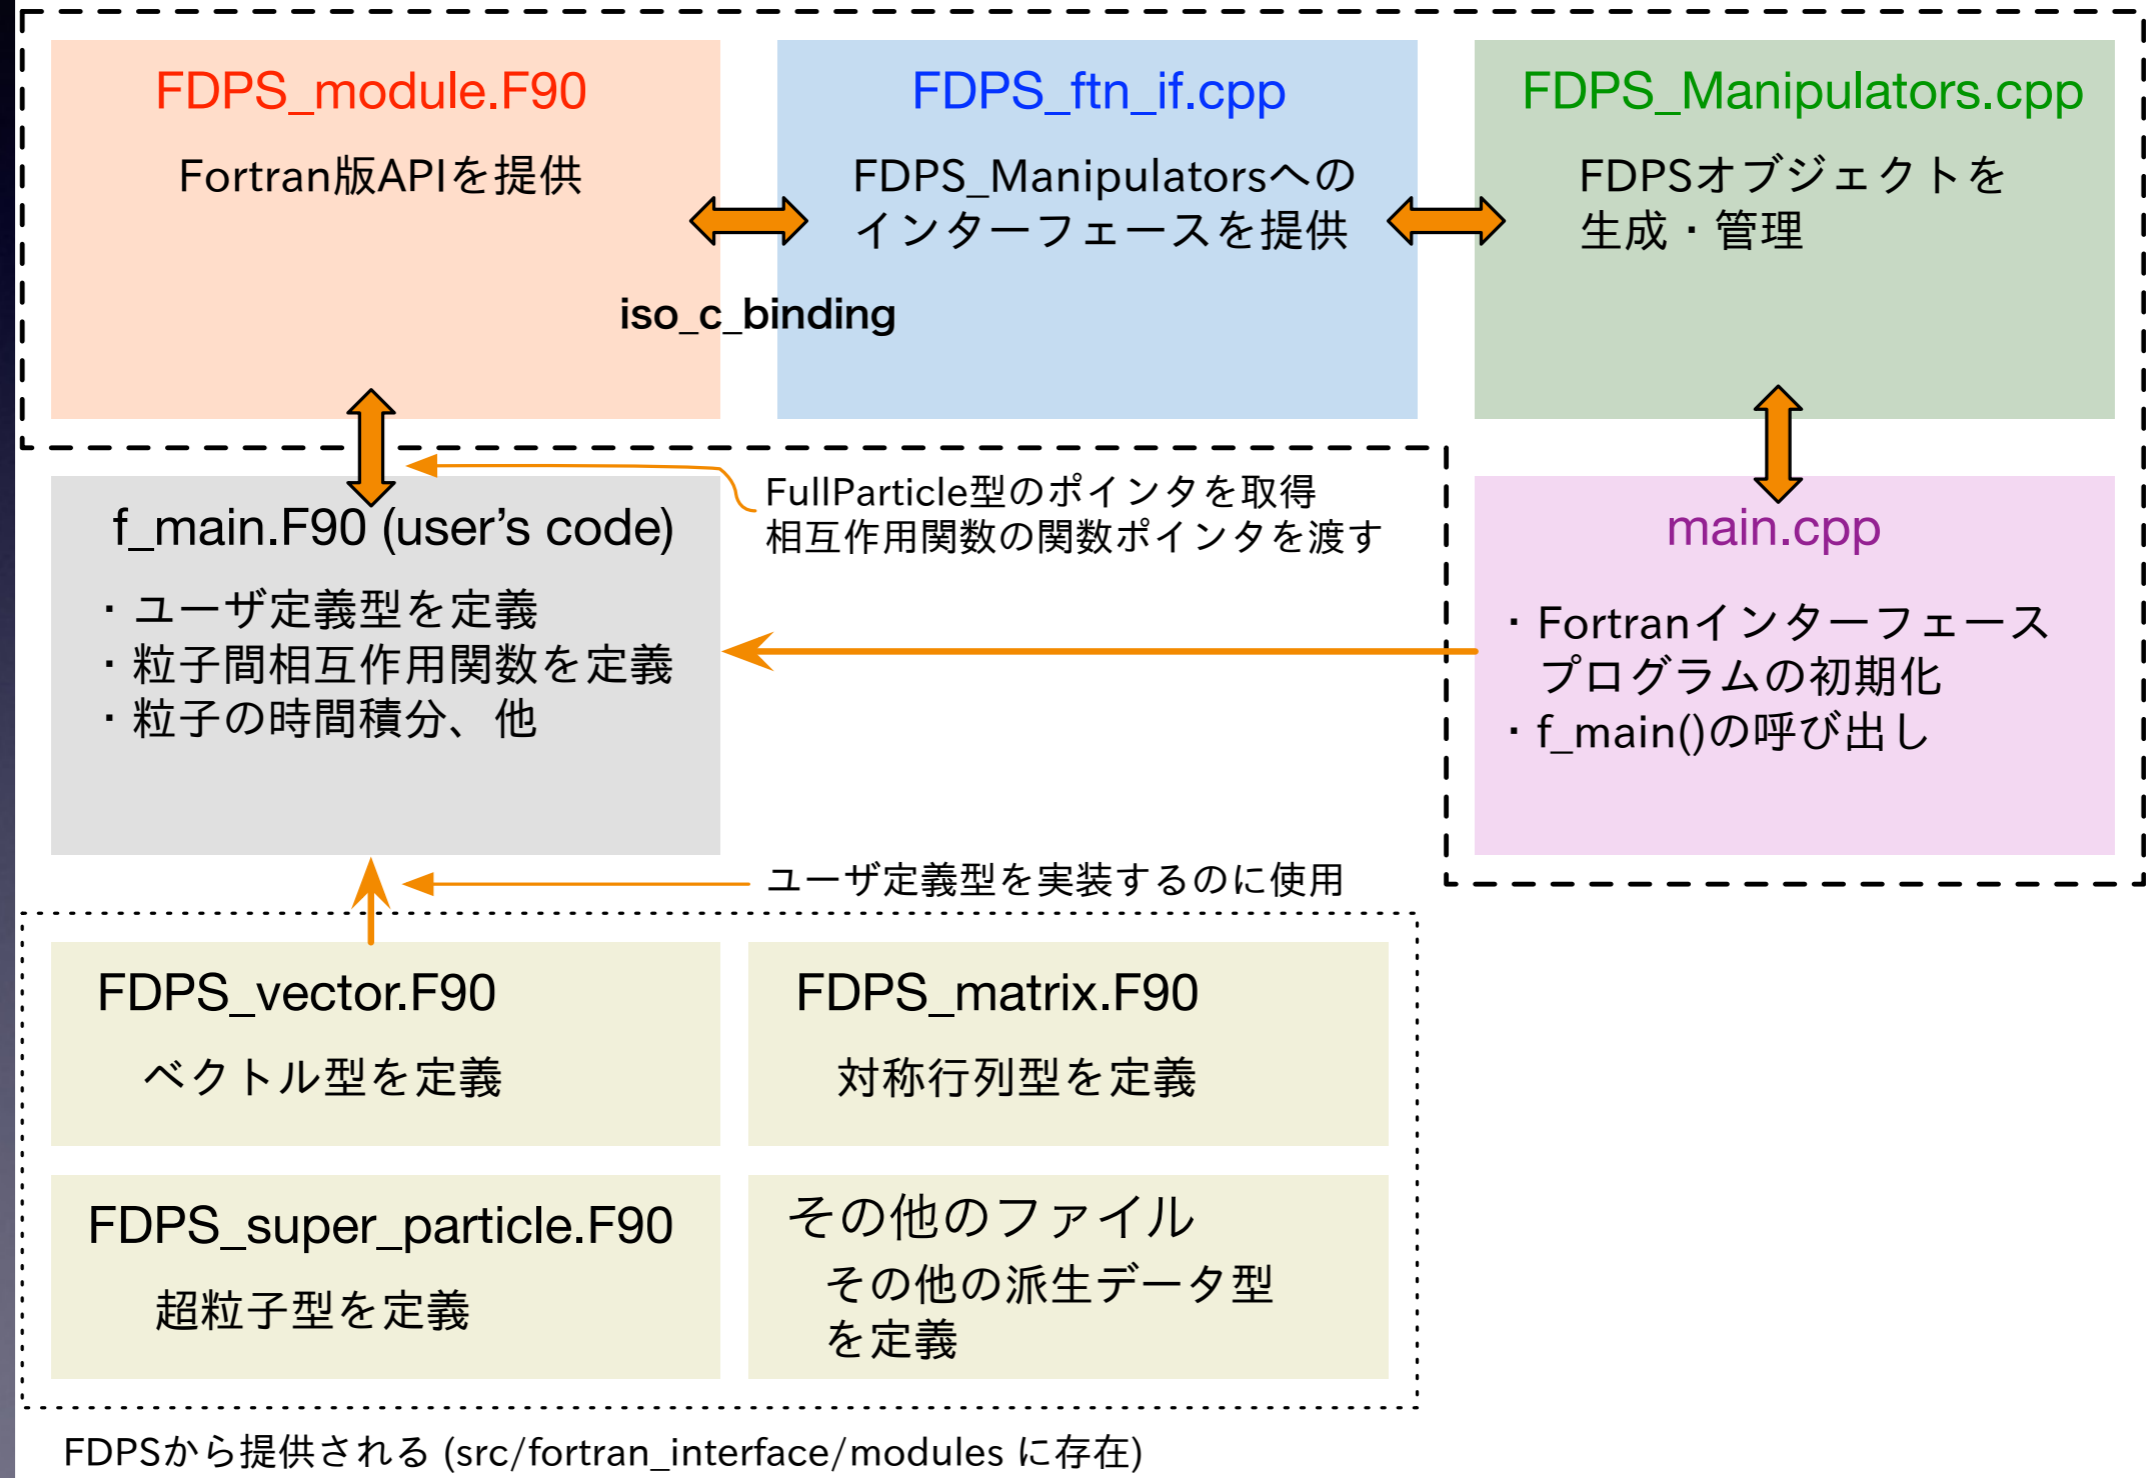 FDPS_module.F90
Fortran版APIを提供
FDPS_ftn_if.cpp
FDPS_Manipulatorsへの
インターフェースを提供
FDPS_Manipulators.cpp
FDPSオブジェクトを
生成・管理
iso_c_binding
FullParticle型のポインタを取得
相互作用関数の関数ポインタを渡す
f_main.F90 (user's code)
・ユーザ定義型を定義
・粒子間相互作用関数を定義
・粒子の時間積分、他
main.cpp
・Fortranインターフェース
プログラムの初期化
・f_main()の呼び出し
ユーザ定義型を実装するのに使用
FDPS_vector.F90
ベクトル型を定義
FDPS_matrix.F90
対称行列型を定義
FDPS_super_particle.F90
超粒子型を定義
その他のファイル
その他の派生データ型
を定義
FDPSから提供される (src/fortran_interface/modules に存在)